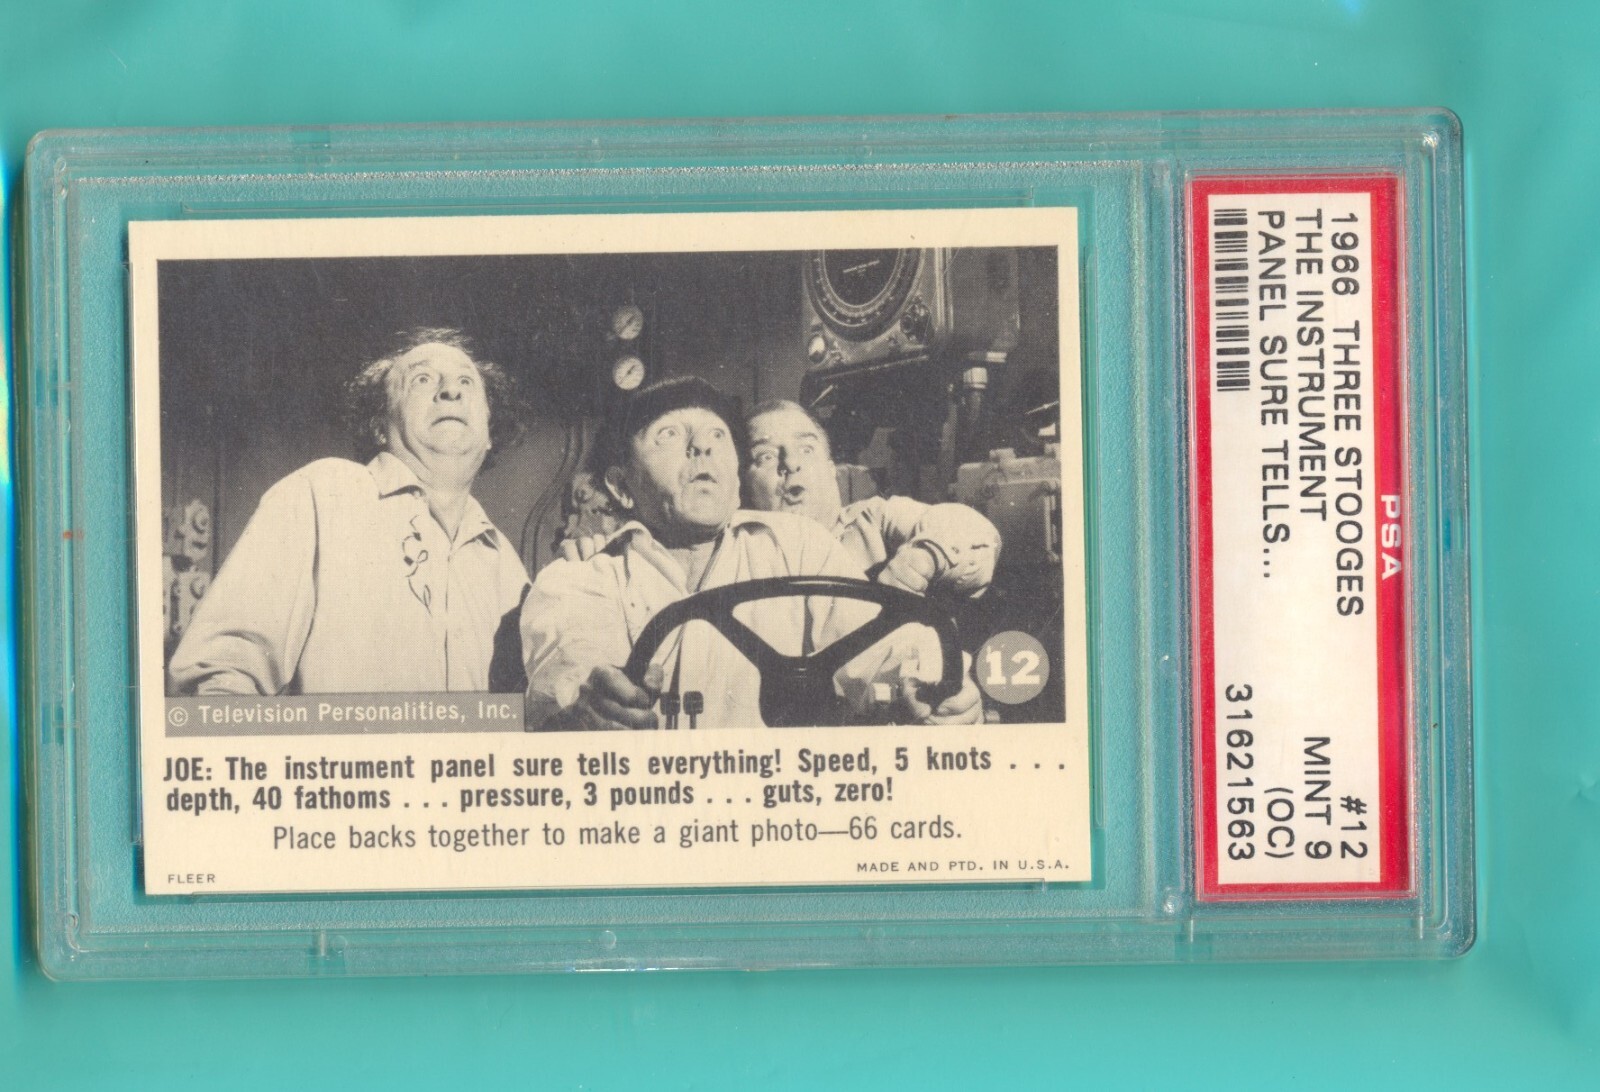 12
© Television Personalities, Inc.
JOE: The instrument panel sure tells everything! Speed, 5 knots . . .
depth, 40 fathoms . . . pressure, 3 pounds . . . guts, zero!
Place backs together to make a giant photo—66 cards.
FLEER
MADE AND PTD. IN U.S.A.
PSA
1966 THREE STOOGES #12
THE INSTRUMENT MINT 9
PANEL SURE TELLS... (OC)
31621563